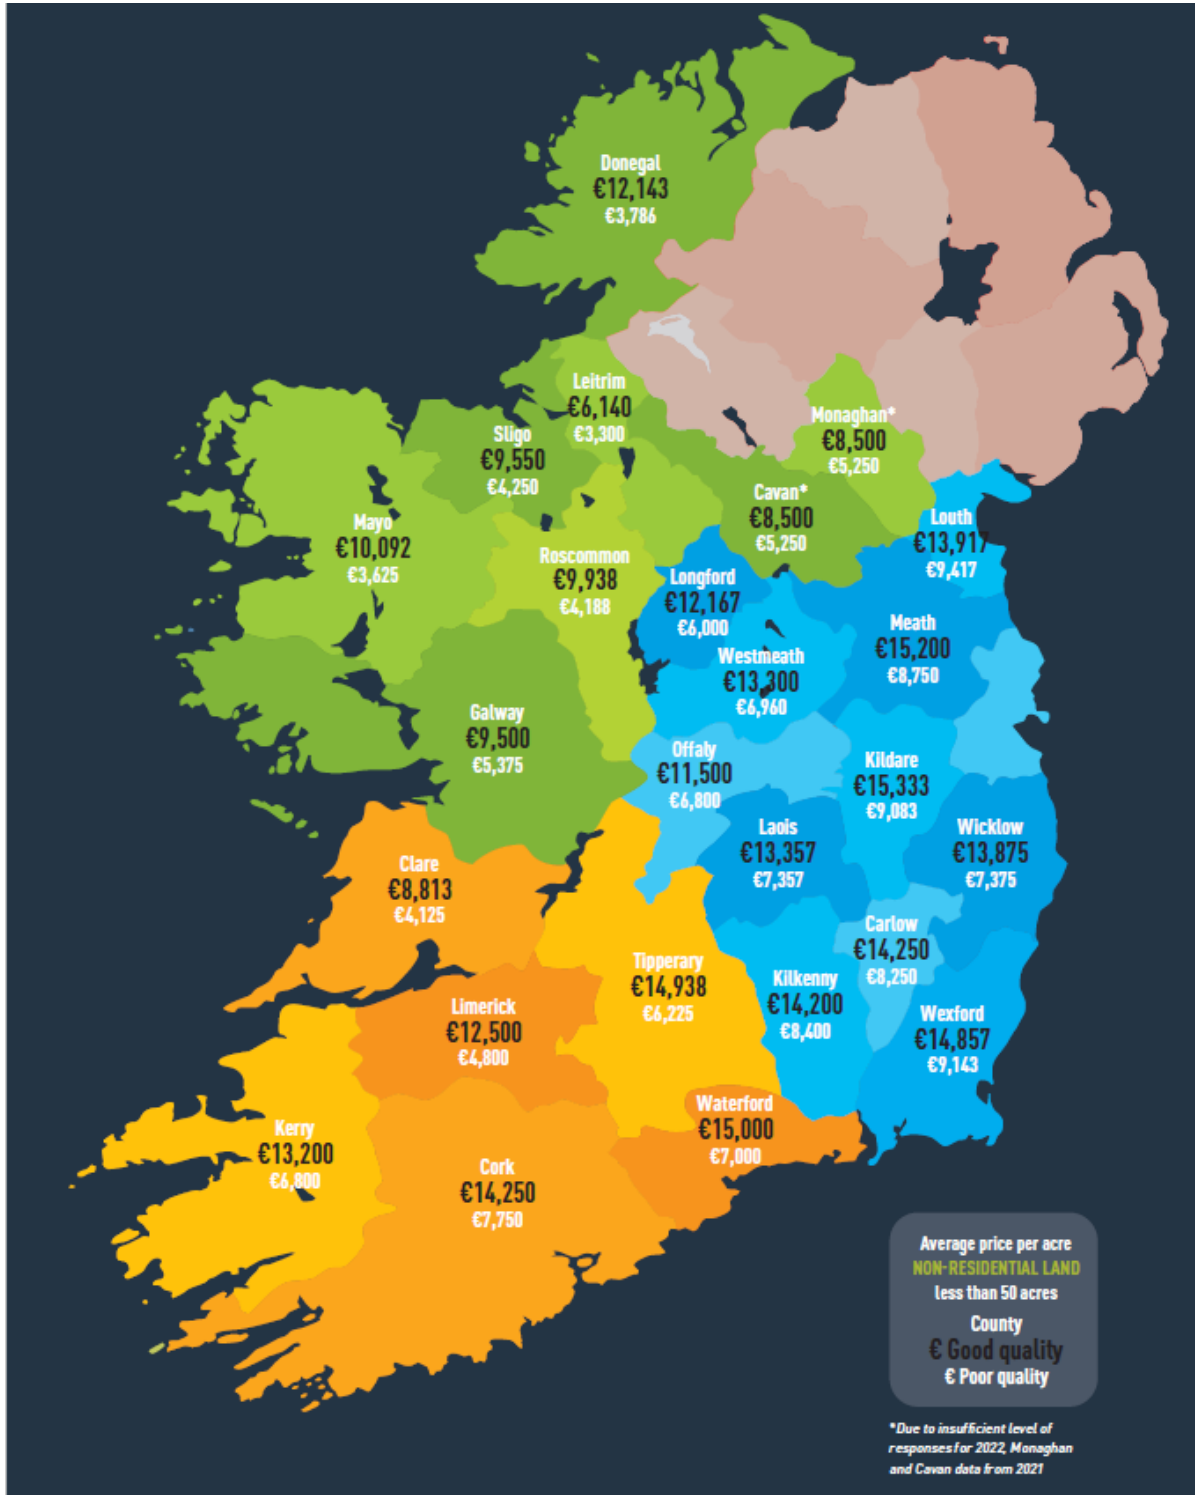 Donegal
€12,143
€3,786
Leitrim
€6,140
€3,300
Monaghan*
€8,500
€5,250
Sligo
€9,550
€4,250
Cavan*
€8,500
€5,250
Louth
€13,917
€9,417
Mayo
€10,092
€3,625
Roscommon
€9,938
€4,188
Longford
€12,167
€6,000
Meath
€15,200
€8,750
Westmeath
€13,300
€6,960
Galway
€9,500
€5,375
Offaly
€11,500
€6,800
Kildare
€15,333
€9,083
Laois
€13,357
€7,357
Wicklow
€13,875
€7,375
Clare
€8,813
€4,125
Carlow
€14,250
€8,250
Tipperary
€14,938
€6,225
Kilkenny
€14,200
€8,400
Limerick
€12,500
€4,800
Wexford
€14,857
€9,143
Waterford
€15,000
€7,000
Kerry
€13,200
€6,800
Cork
€14,250
€7,750
Average price per acre
NON-RESIDENTIAL LAND
less than 50 acres
County
€ Good quality
€ Poor quality
*Due to insufficient level of
responses for 2022, Monaghan
and Cavan data from 2021